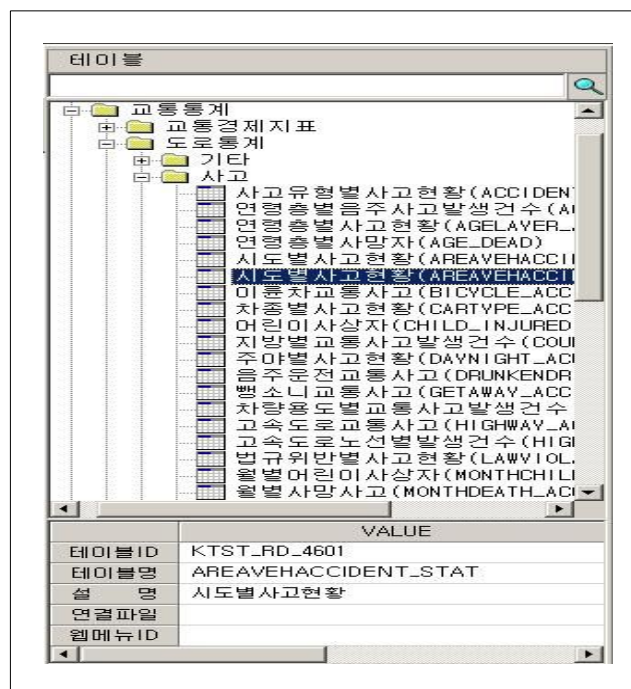 테이블
교통통계
교통경제지표
도로통계
기타
사고
사고유형별사고현황(ACCIDEN
연령층별음주사고발생건수(A
연령층별사고현황(AGELAYER_
연령층별사망자(AGE_DEAD)
시도별사고현황(AREAVEHACCI
시도별사고현황(AREAVEHACCI
이륜차교통사고(BICYCLE_ACC
차종별사고현황(CARTYPE_ACC
어린이사상자(CHILD_INJURED
지방별교통사고발생건수(COU
주야별사고현황(DAYNIGHT_AC
음주운전교통사고(DRUNKENDR
뺑소니교통사고(GETAWAY_ACC
차량용도별교통사고발생건수
고속도로교통사고(HIGHWAY_A
고속도로노선별발생건수(HIG
법규위반별사고현황(LAWVIOL
월별어린이사상자(MONTHCHIL
월별사망사고(MONTHDEATH_AC
VALUE
테이블ID KTST_RD_4601
테이블명 AREAVEHACCIDENT_STAT
설 명 시도별사고현황
연결파일
웹메뉴ID